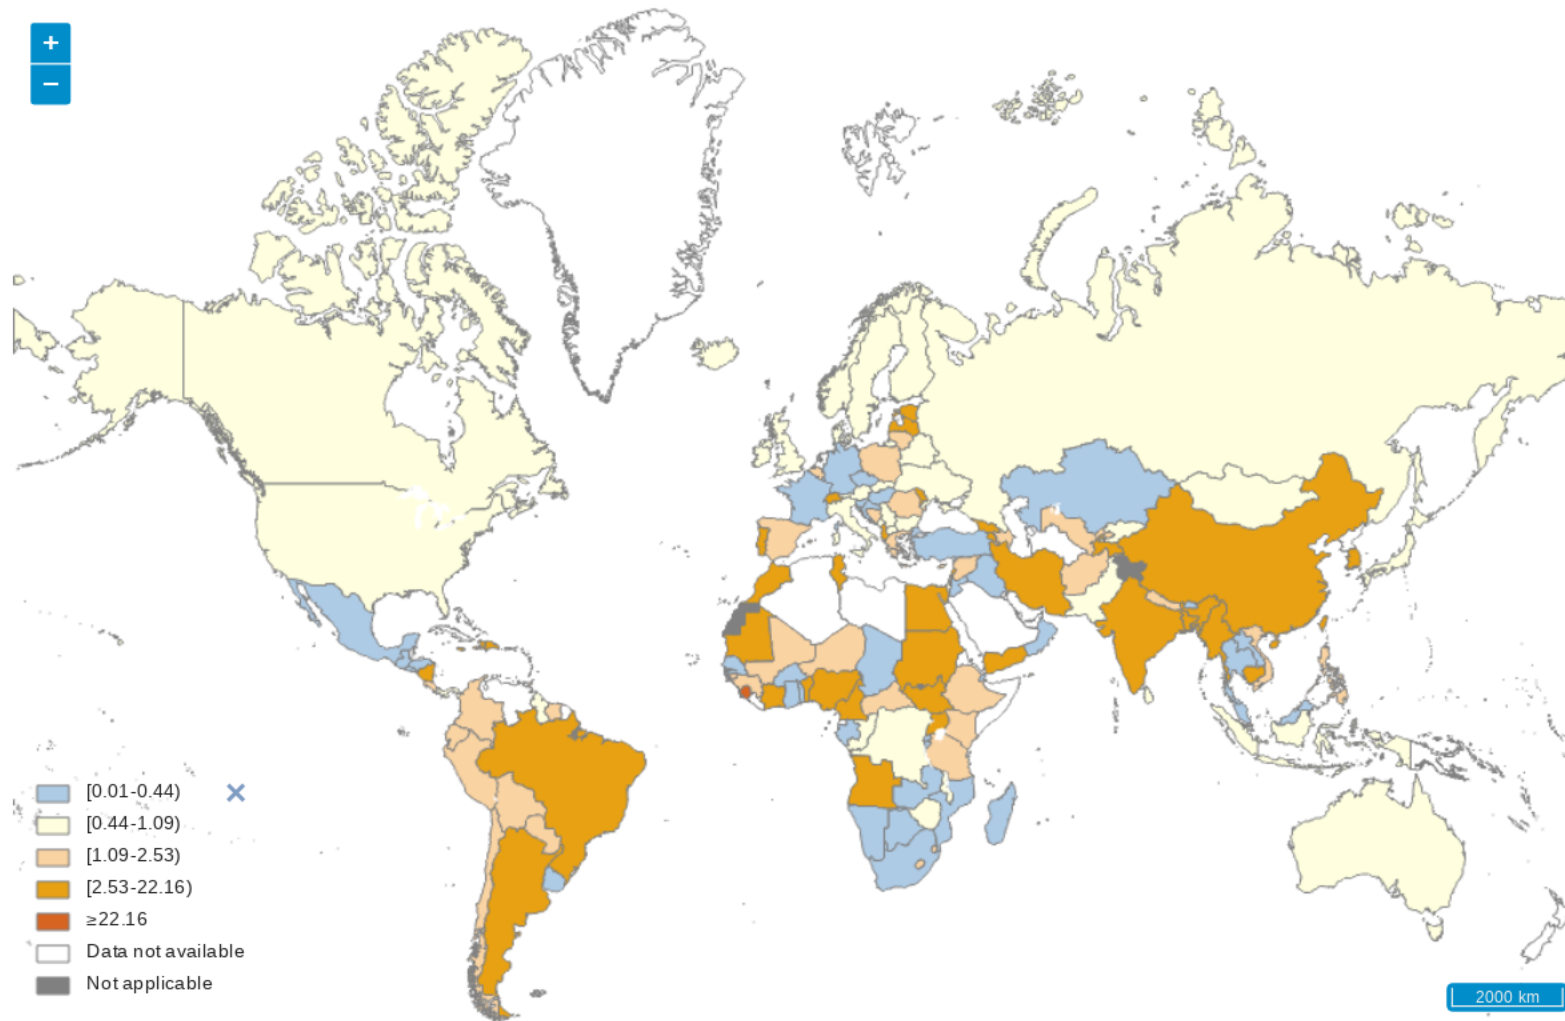 +
−
[0.01-0.44)
[0.44-1.09)
[1.09-2.53)
[2.53-22.16)
≥22.16
Data not available
Not applicable
2000 km